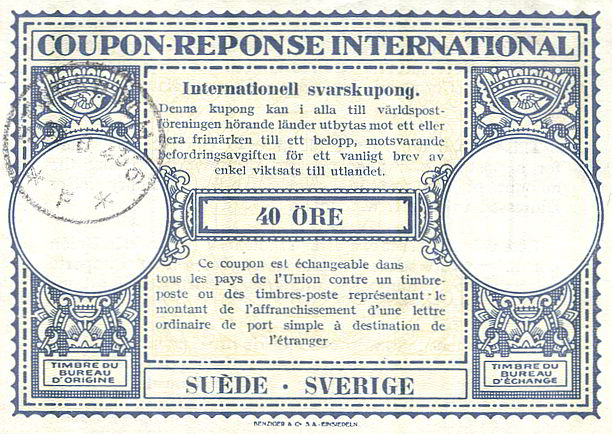 COUPON-REPONSE INTERNATIONAL
Internationell svarskupong.
Denna kupong kan i alla till världspost-
föreningen hörande länder utbytas mot ett eller
flera frimärken till ett belopp, motsvarande
befordringsavgiften för ett vanligt brev av
enkel viktsats till utlandet.
40 ÖRE
Ce coupon est échangeable dans
tous les pays de l'Union contre un timbre-
poste ou des timbres-poste représentant le
montant de l'affranchissement d'une lettre
ordinaire de port simple à destination de
l'étranger.
TIMBRE DU
BUREAU
D'ORIGINE
SUÈDE · SVERIGE
TIMBRE DU
BUREAU
D'ÉCHANGE
BENZIGER & Co S.A.-EINSIEDELN.